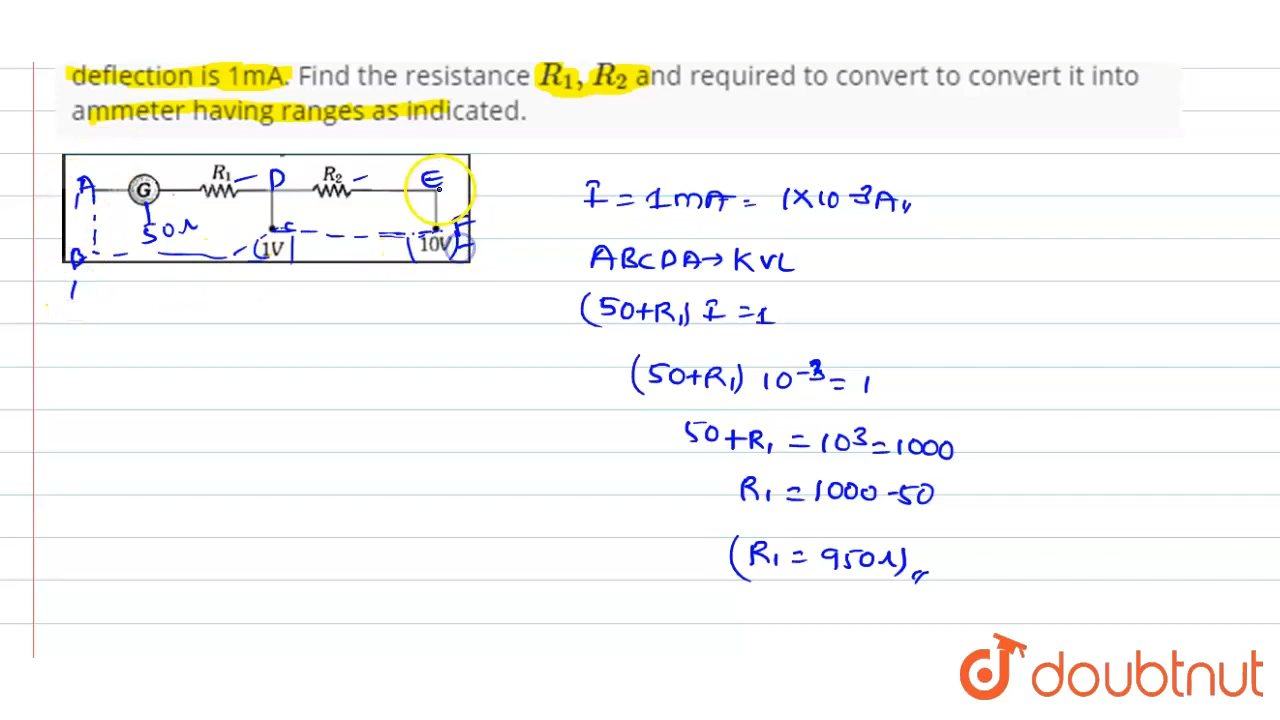 deflection is 1mA. Find the resistance R₁, R₂ and required to convert to convert it into
ammeter having ranges as indicated.
A G R₁ D R₂ E
50Ω
B C F
1V 10V
I = 1mA = 1×10-3A
ABCDA→KVL
(50+R₁) I =1
(50+R₁) 10⁻³ = 1
50+R₁ = 10³=1000
R₁ = 1000-50
(R₁ = 950Ω)
doubtnut